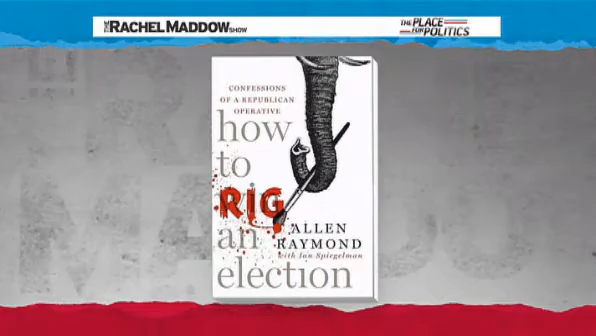 THE RACHEL MADDOW SHOW
THE PLACE
FOR POLITICS
CONFESSIONS
OF A REPUBLICAN
OPERATIVE
how
to
RIG
an
election
ALLEN
RAYMOND
with Ian Spiegelman